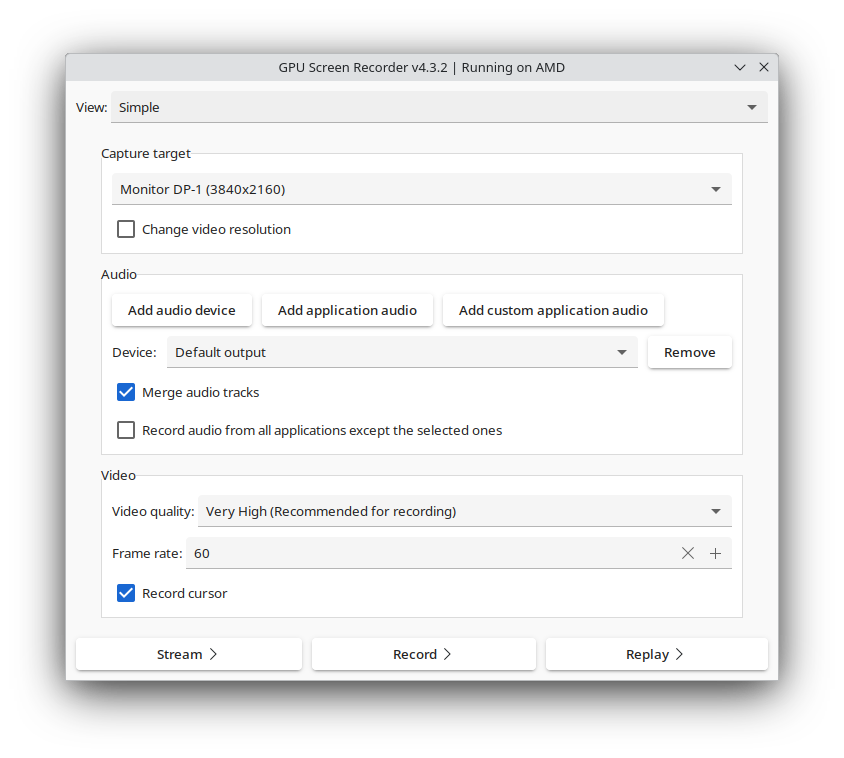 GPU Screen Recorder v4.3.2 | Running on AMD
View: Simple
Capture target
Monitor DP-1 (3840x2160)
Change video resolution
Audio
Add audio device Add application audio Add custom application audio
Device: Default output Remove
Merge audio tracks
Record audio from all applications except the selected ones
Video
Video quality: Very High (Recommended for recording)
Frame rate: 60
Record cursor
Stream Record Replay